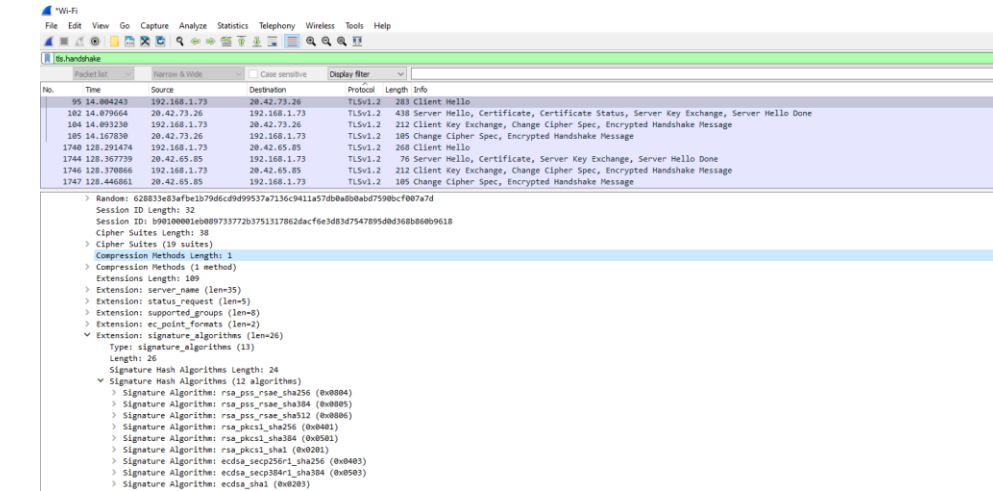 *Wi-Fi
File Edit View Go Capture Analyze Statistics Telephony Wireless Tools Help
tls.handshake
Packet list Narrow & Wide Case sensitive Display filter
No. Time Source Destination Protocol Length Info
95 14.004243 192.168.1.73 20.42.73.26 TLSv1.2 283 Client Hello
102 14.079664 20.42.73.26 192.168.1.73 TLSv1.2 438 Server Hello, Certificate, Certificate Status, Server Key Exchange, Server Hello Done
104 14.093230 192.168.1.73 20.42.73.26 TLSv1.2 212 Client Key Exchange, Change Cipher Spec, Encrypted Handshake Message
105 14.167830 20.42.73.26 192.168.1.73 TLSv1.2 105 Change Cipher Spec, Encrypted Handshake Message
1740 128.291474 192.168.1.73 20.42.65.85 TLSv1.2 268 Client Hello
1744 128.367739 20.42.65.85 192.168.1.73 TLSv1.2 76 Server Hello, Certificate, Server Key Exchange, Server Hello Done
1746 128.370866 192.168.1.73 20.42.65.85 TLSv1.2 212 Client Key Exchange, Change Cipher Spec, Encrypted Handshake Message
1747 128.446861 20.42.65.85 192.168.1.73 TLSv1.2 105 Change Cipher Spec, Encrypted Handshake Message
Random: 628833e83afbe1b79d6cd9d99537a7136c9411a57db0a8b0abd7590bcf007a7d
Session ID Length: 32
Session ID: b90100001eb089733772b3751317862dacf6e3d83d7547895d0d368b860b9618
Cipher Suites Length: 38
Cipher Suites (19 suites)
Compression Methods Length: 1
Compression Methods (1 method)
Extensions Length: 109
Extension: server_name (len=35)
Extension: status_request (len=5)
Extension: supported_groups (len=8)
Extension: ec_point_formats (len=2)
Extension: signature_algorithms (len=26)
Type: signature_algorithms (13)
Length: 26
Signature Hash Algorithms Length: 24
Signature Hash Algorithms (12 algorithms)
Signature Algorithm: rsa_pss_rsae_sha256 (0x0804)
Signature Algorithm: rsa_pss_rsae_sha384 (0x0805)
Signature Algorithm: rsa_pss_rsae_sha512 (0x0806)
Signature Algorithm: rsa_pkcs1_sha256 (0x0401)
Signature Algorithm: rsa_pkcs1_sha384 (0x0501)
Signature Algorithm: rsa_pkcs1_sha1 (0x0201)
Signature Algorithm: ecdsa_secp256r1_sha256 (0x0403)
Signature Algorithm: ecdsa_secp384r1_sha384 (0x0503)
Signature Algorithm: ecdsa_sha1 (0x0203)